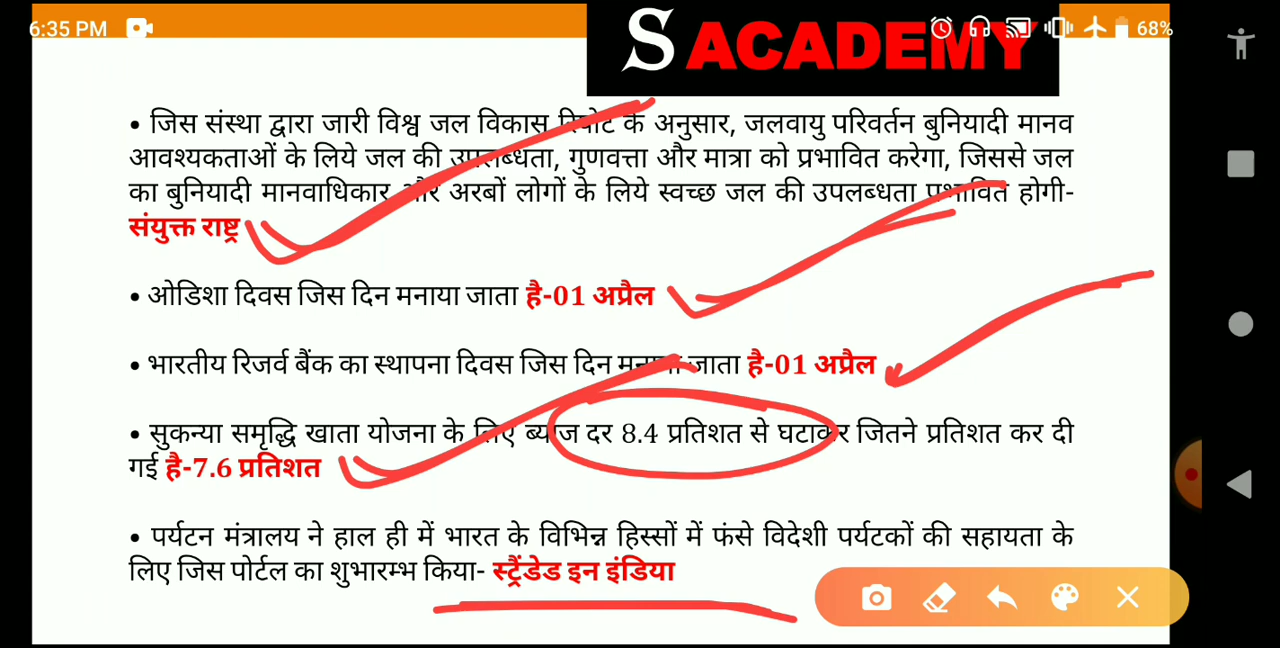 6:35 PM
68%
S ACADEMY
• जिस संस्था द्वारा जारी विश्व जल विकास रिपोर्ट के अनुसार, जलवायु परिवर्तन बुनियादी मानव
आवश्यकताओं के लिये जल की उपलब्धता, गुणवत्ता और मात्रा को प्रभावित करेगा, जिससे जल
का बुनियादी मानवाधिकार और अरबों लोगों के लिये स्वच्छ जल की उपलब्धता प्रभावित होगी-
संयुक्त राष्ट्र
• ओडिशा दिवस जिस दिन मनाया जाता है-01 अप्रैल
• भारतीय रिजर्व बैंक का स्थापना दिवस जिस दिन मनाया जाता है-01 अप्रैल
• सुकन्या समृद्धि खाता योजना के लिए ब्याज दर 8.4 प्रतिशत से घटाकर जितने प्रतिशत कर दी
गई है-7.6 प्रतिशत
• पर्यटन मंत्रालय ने हाल ही में भारत के विभिन्न हिस्सों में फंसे विदेशी पर्यटकों की सहायता के
लिए जिस पोर्टल का शुभारम्भ किया- स्ट्रैंडेड इन इंडिया